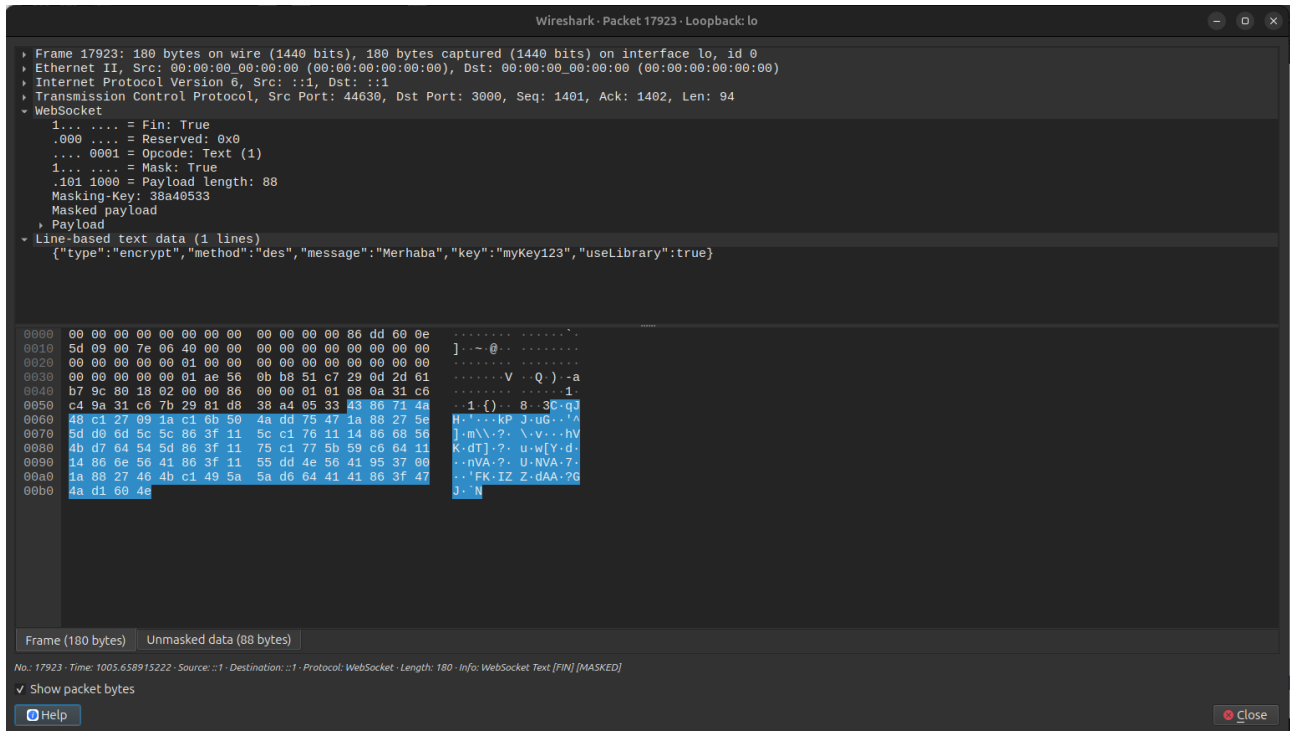 Wireshark · Packet 17923 · Loopback: lo
Frame 17923: 180 bytes on wire (1440 bits), 180 bytes captured (1440 bits) on interface lo, id 0
Ethernet II, Src: 00:00:00_00:00:00 (00:00:00:00:00:00), Dst: 00:00:00_00:00:00 (00:00:00:00:00:00)
Internet Protocol Version 6, Src: ::1, Dst: ::1
Transmission Control Protocol, Src Port: 44630, Dst Port: 3000, Seq: 1401, Ack: 1402, Len: 94
WebSocket
1... .... = Fin: True
.000 .... = Reserved: 0x0
.... 0001 = Opcode: Text (1)
1... .... = Mask: True
.101 1000 = Payload length: 88
Masking-Key: 38a40533
Masked payload
Payload
Line-based text data (1 lines)
{"type":"encrypt","method":"des","message":"Merhaba","key":"myKey123","useLibrary":true}
0000 00 00 00 00 00 00 00 00 00 00 00 00 86 dd 60 0e ········ ······`·
0010 5d 09 00 7e 06 40 00 00 00 00 00 00 00 00 00 00 ]··~·@·· ········
0020 00 00 00 00 00 01 00 00 00 00 00 00 00 00 00 00 ········ ········
0030 00 00 00 00 00 01 ae 56 0b b8 51 c7 29 0d 2d 61 ·······V ··Q·)·-a
0040 b7 9c 80 18 02 00 00 86 00 00 01 01 08 0a 31 c6 ········ ······1·
0050 c4 9a 31 c6 7b 29 81 d8 38 a4 05 33 43 86 71 4a ··1·{)·· 8··3C·qJ
0060 48 c1 27 09 1a c1 6b 50 4a dd 75 47 1a 88 27 5e H·'···kP J·uG··'^
0070 5d d0 6d 5c 5c 86 3f 11 5c c1 76 11 14 86 68 56 ]·m\\·?· \·v···hV
0080 4b d7 64 54 5d 86 3f 11 75 c1 77 5b 59 c6 64 11 K·dT]·?· u·w[Y·d·
0090 14 86 6e 56 41 86 3f 11 55 dd 4e 56 41 95 37 00 ··nVA·?· U·NVA·7·
00a0 1a 88 27 46 4b c1 49 5a 5a d6 64 41 41 86 3f 47 ··'FK·IZ Z·dAA·?G
00b0 4a d1 60 4e J·`N
Frame (180 bytes) Unmasked data (88 bytes)
No.: 17923 · Time: 1005.658915222 · Source: ::1 · Destination: ::1 · Protocol: WebSocket · Length: 180 · Info: WebSocket Text [FIN] [MASKED]
Show packet bytes
Help Close